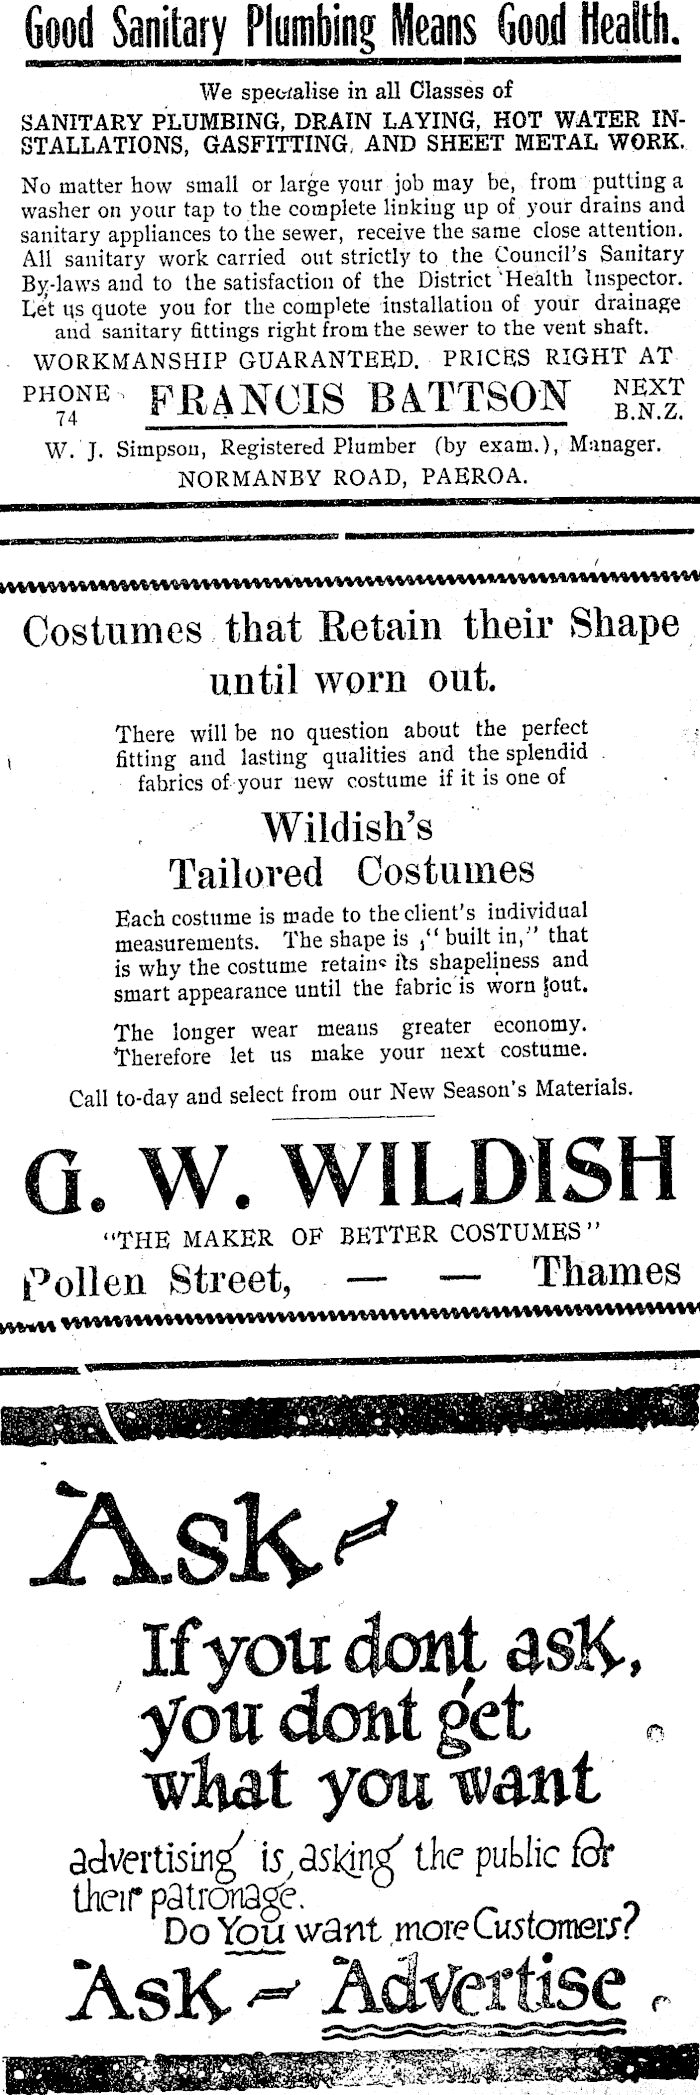 Good Sanitary Plumbing Means Good Health.
We specialise in all Classes of
SANITARY PLUMBING, DRAIN LAYING, HOT WATER IN-
STALLATIONS, GASFITTING, AND SHEET METAL WORK.
No matter how small or large your job may be, from putting a
washer on your tap to the complete linking up of your drains and
sanitary appliances to the sewer, receive the same close attention.
All sanitary work carried out strictly to the Council's Sanitary
By-laws and to the satisfaction of the District Health Inspector.
Let us quote you for the complete installation of your drainage
and sanitary fittings right from the sewer to the vent shaft.
WORKMANSHIP GUARANTEED. PRICES RIGHT AT
PHONE 74 FRANCIS BATTSON NEXT B.N.Z.
W. J. Simpson, Registered Plumber (by exam.), Manager.
NORMANBY ROAD, PAEROA.
Costumes that Retain their Shape
until worn out.
There will be no question about the perfect
fitting and lasting qualities and the splendid
fabrics of your new costume if it is one of
Wildish's
Tailored Costumes
Each costume is made to the client's individual
measurements. The shape is "built in," that
is why the costume retains its shapeliness and
smart appearance until the fabric is worn out.
The longer wear means greater economy.
Therefore let us make your next costume.
Call to-day and select from our New Season's Materials.
G. W. WILDISH
"THE MAKER OF BETTER COSTUMES"
Pollen Street, — — Thames
Ask =
If you dont ask,
you dont get
what you want
advertising is asking the public for
their patronage.
Do You want more Customers?
Ask = Advertise